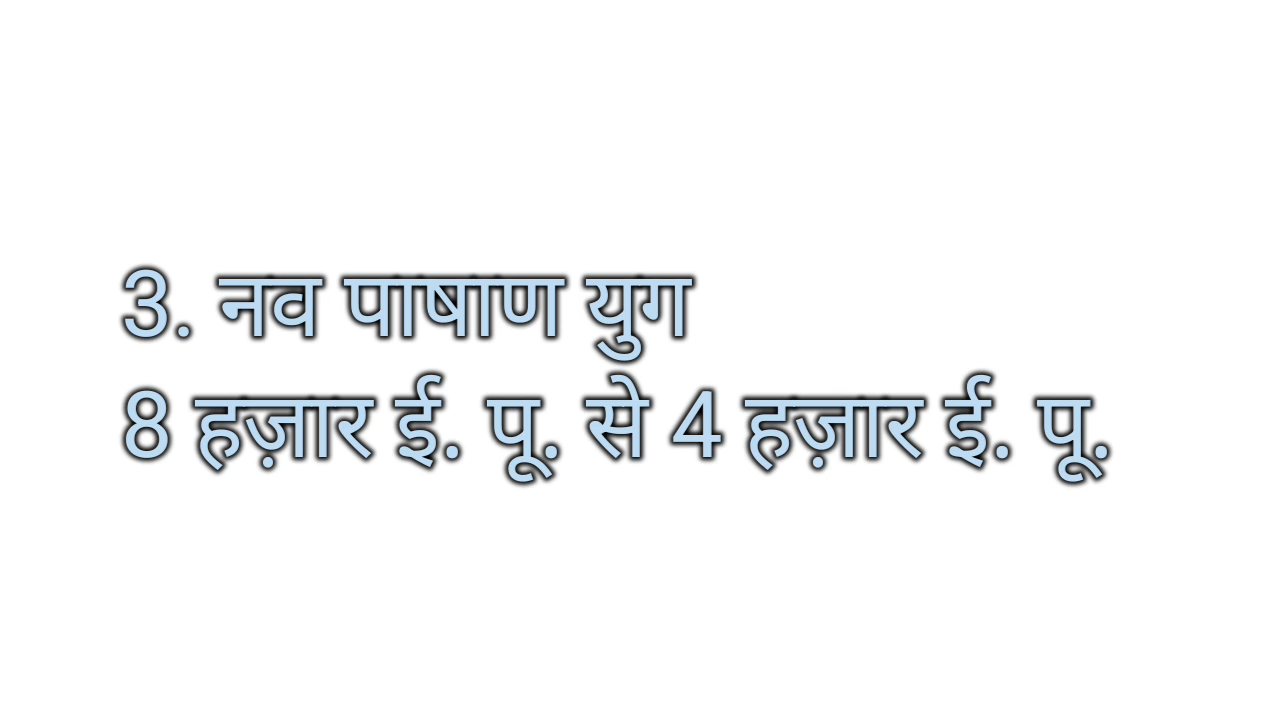 3. नव पाषाण युग
8 हज़ार ई. पू. से 4 हज़ार ई. पू.